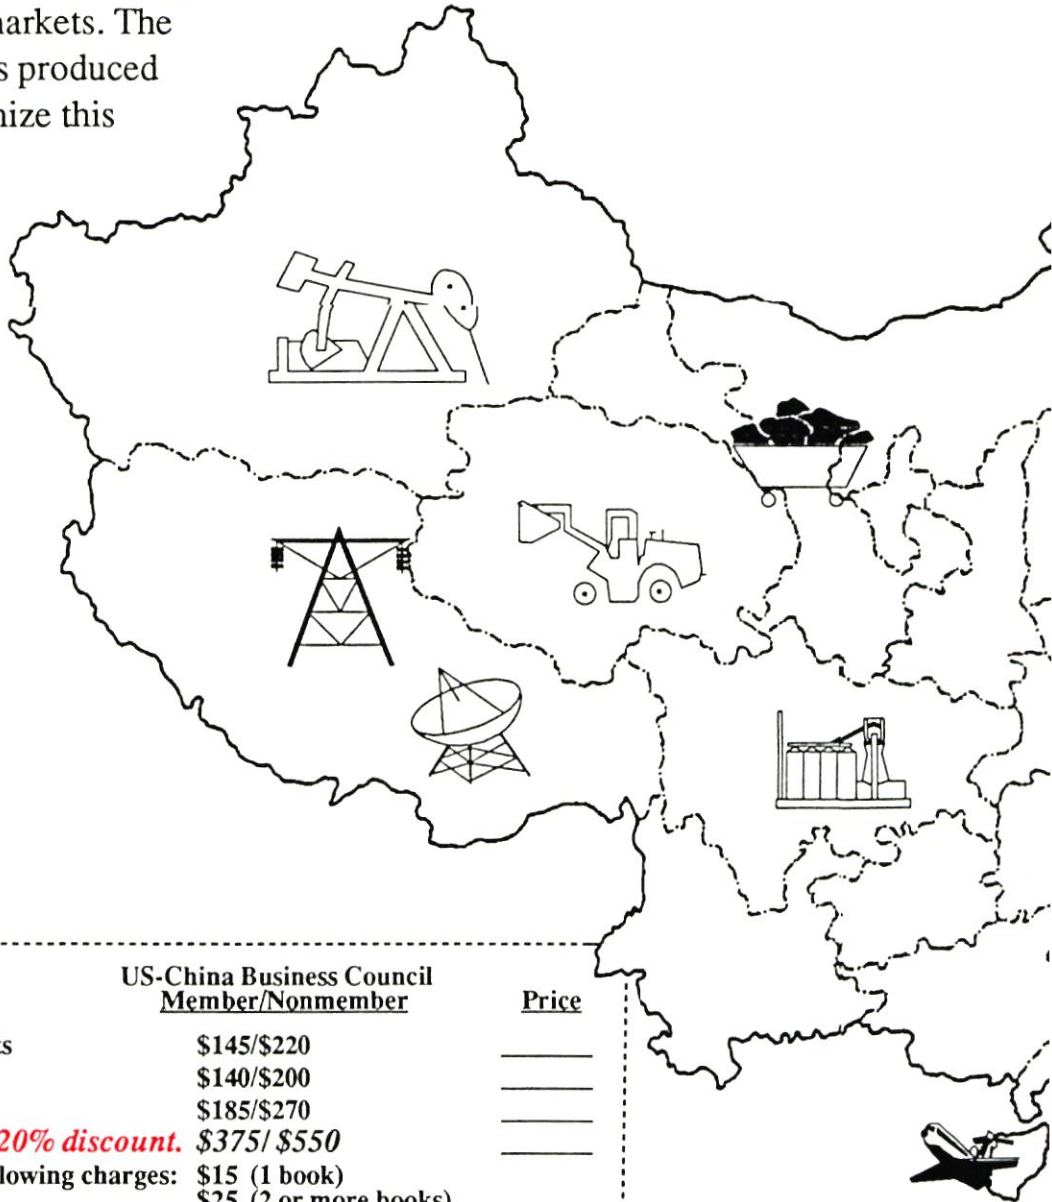 arkets. The
s produced
nize this
US-China Business Council
Member/Nonmember Price
ts $145/$220
$140/$200
$185/$270
20% discount. $375/ $550
lowing charges: $15 (1 book)
$25 (2 or more books)